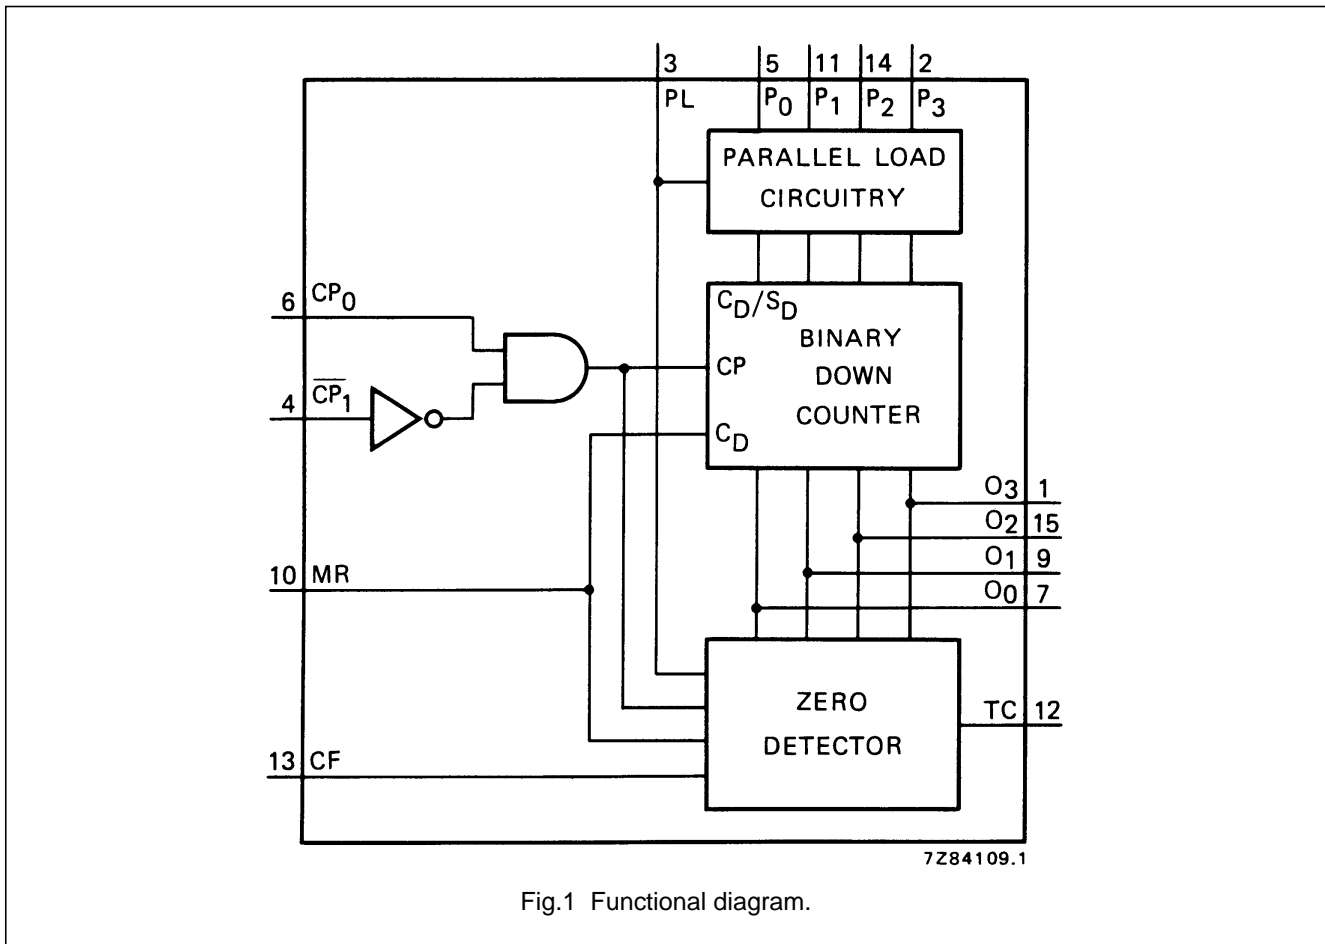 3 5 11 14 2
PL P0 P1 P2 P3
PARALLEL LOAD
CIRCUITRY
6 CP0
CD/SD
BINARY
CP
DOWN
4 C̅P̅1
COUNTER
CD
O3 1
O2 15
O1 9
O0 7
10 MR
ZERO
TC 12
DETECTOR
13 CF
7Z84109.1
Fig.1 Functional diagram.